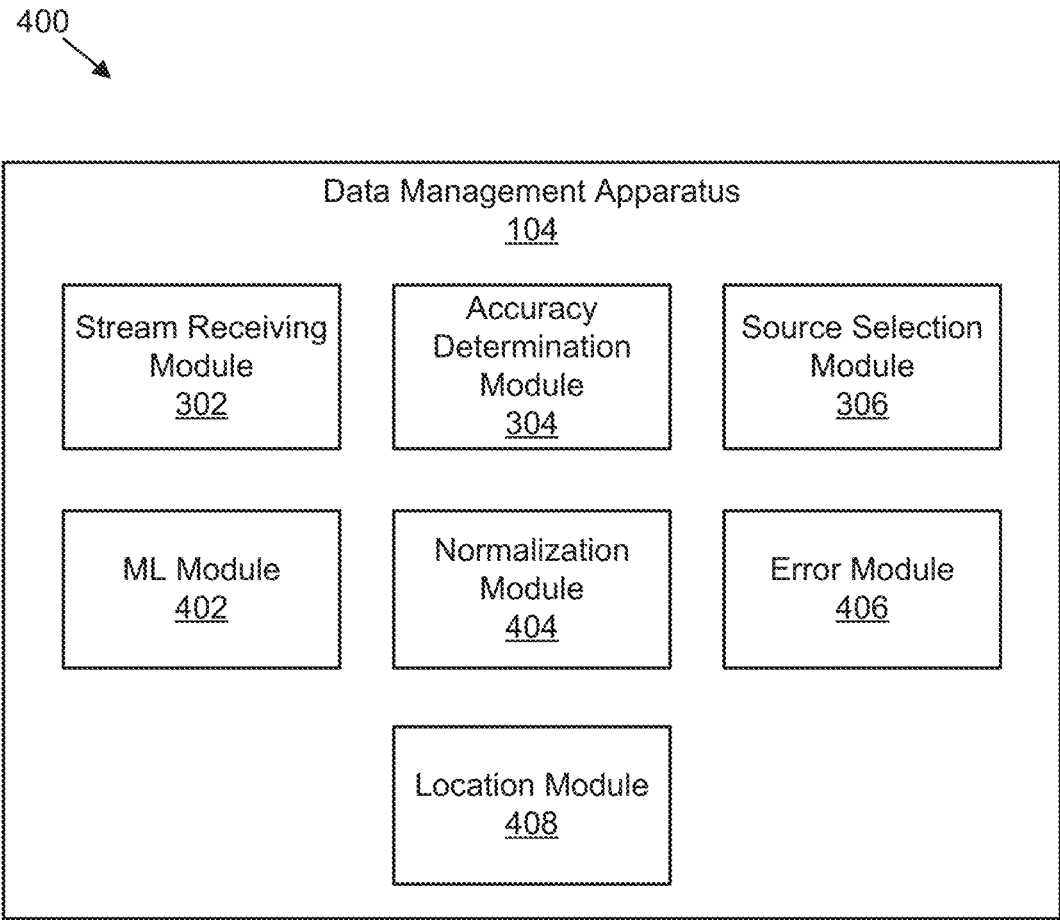 400
Data Management Apparatus
104
Stream Receiving
Module
302
Accuracy
Determination
Module
304
Source Selection
Module
306
ML Module
402
Normalization
Module
404
Error Module
406
Location Module
408